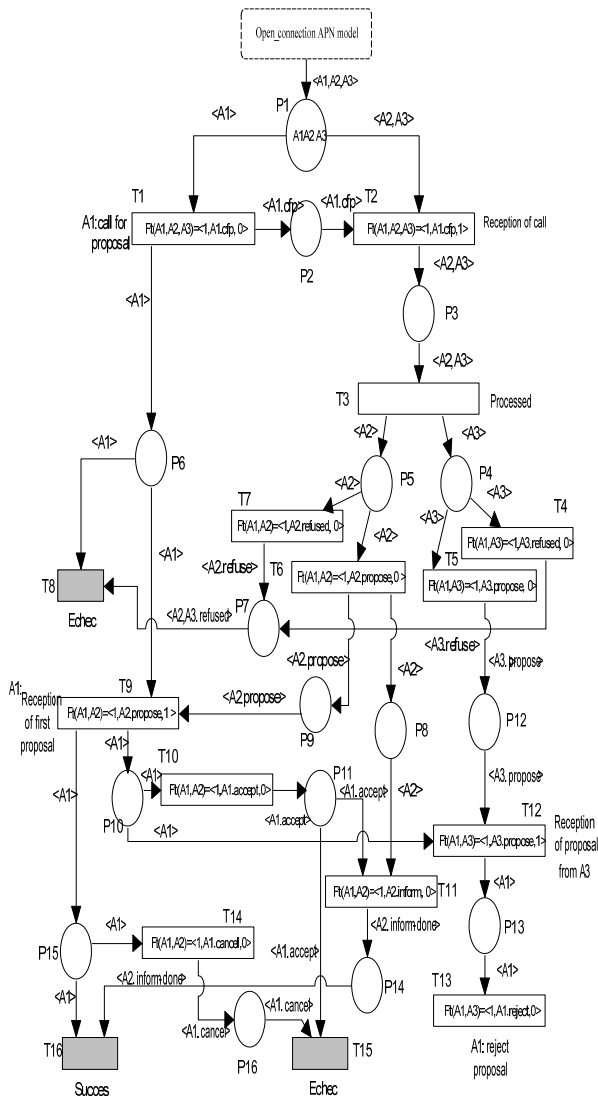 Open_connection APN model
<A1,A2,A3>
P1
<A1>
A1A2 A3
<A2,A3>
T1
<A1.cfp>
<A1.cfp>
T2
A1:call for
proposal
Ft(A1,A2,A3)=<1,A1.cfp, 0>
Ft(A1,A2,A3)=<1,A1.cfp,1>
Reception of call
P2
<A2,A3>
<A1>
P3
<A2,A3>
T3
Processed
<A2>
<A3>
<A1>
P6
P5
P4
<A2>
<A3>
T7
<A3>
T4
Ft(A1,A2)=<1,A2.refused, 0>
<A2>
Ft(A1,A3)=<1,A3.refused, 0>
<A1>
<A2.refuse>
T6
T5
T8
Ft(A1,A2)=<1,A2.propose,0 >
Ft(A1,A3)=<1,A3.propose, 0>
Echec
<A2,A3.refused>
P7
<A3.refuse>
<A2.propose>
<A3.propose>
<A2>
A1:
Reception
of first
proposal
T9
Ft(A1,A2)=<1,A2.propose,1 >
<A2.propose>
P9
P8
P12
<A1>
T10
<A1>
Ft(A1,A2)=<1,A1.accept,0>
P11
<A1.accept>
<A2>
<A3.propose>
<A1>
P10
<A1>
<A1.accept>
T12
Ft(A1,A3)=<1,A3.propose,1>
Reception
of proposal
from A3
Ft(A1,A2)=<1,A2.inform, 0>
T11
<A1>
T14
<A2.inform-done>
P13
P15
<A1>
Ft(A1,A2)=<1,A1.cancell,0>
<A1.accept>
<A1>
<A1>
<A2.inform-done>
P14
T13
<A1.cancel>
Ft(A1,A3)=<1,A1.reject,0>
<A1.cancel>
T16
P16
T15
A1: reject
proposal
Succes
Echec